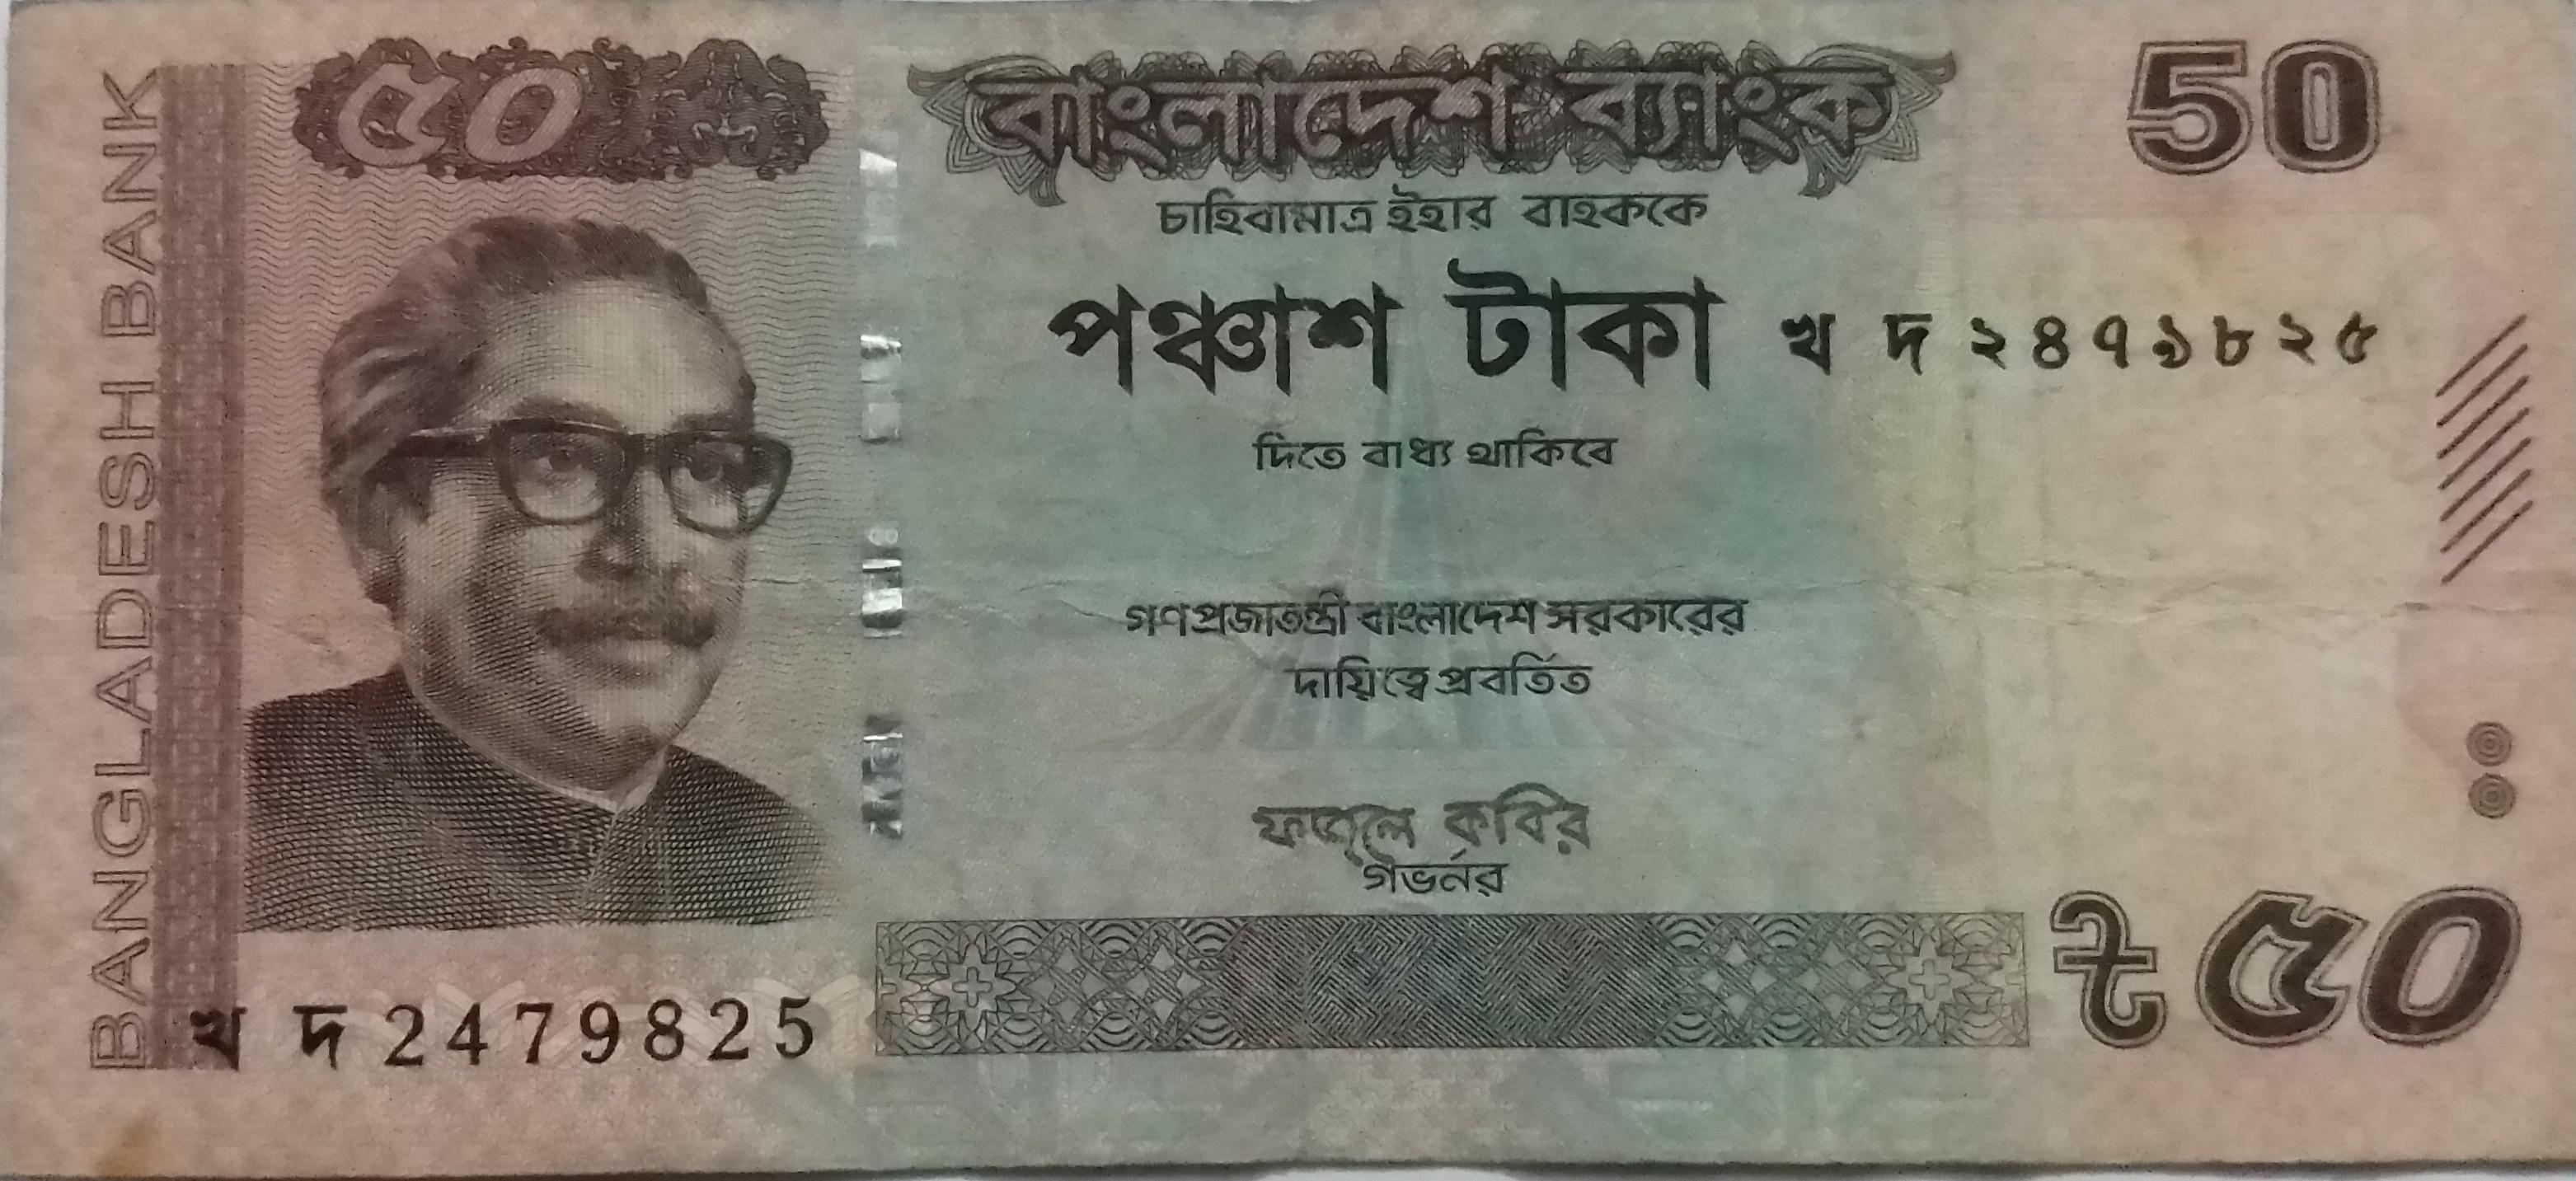 BANGLADESH BANK
৫০
বাংলাদেশ ব্যাংক
50
চাহিবামাত্র ইহার বাহককে
পঞ্চাশ টাকা
খ দ ২৪৭৯৮২৫
দিতে বাধ্য থাকিবে
গণপ্রজাতন্ত্রী বাংলাদেশ সরকারের
দায়িত্বে প্রবর্তিত
ফজলে কবির
গভর্নর
খ দ 2479825
৳ ৫০